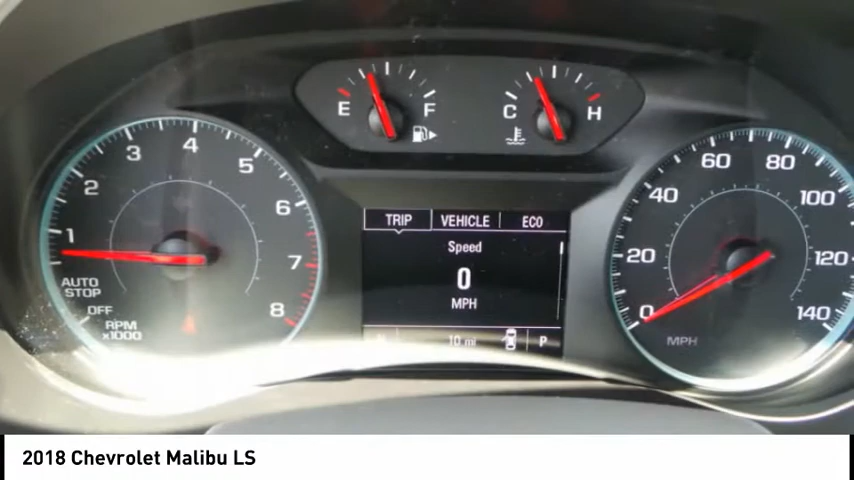 E F C H
1 2 3 4 5 6 7 8
AUTO
STOP
OFF
RPM
x1000
TRIP VEHICLE ECO
Speed
0
MPH
10 mi P
0 20 40 60 80 100 120 140
MPH
2018 Chevrolet Malibu LS